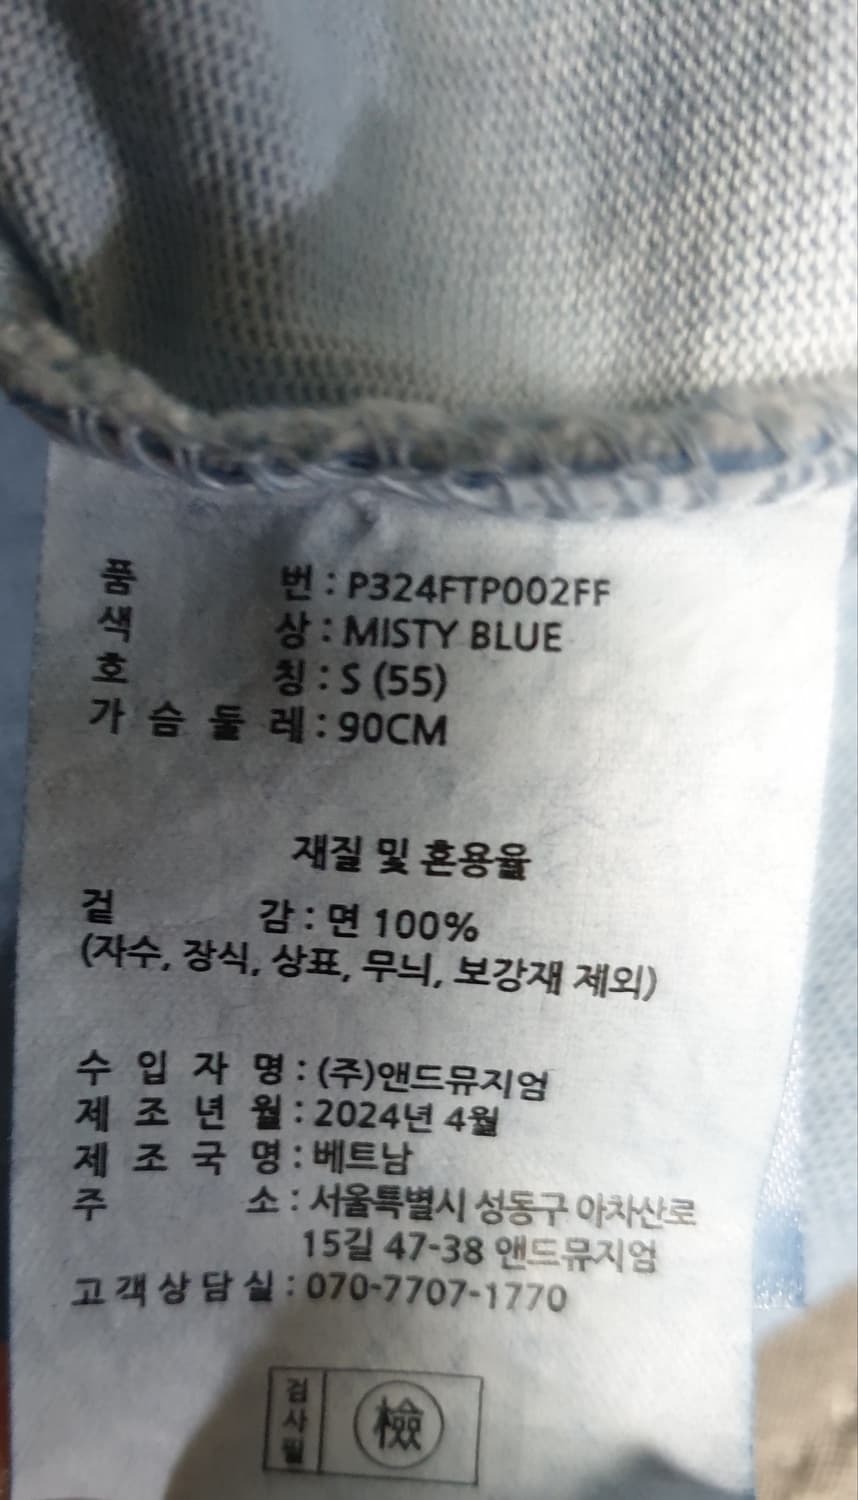 품 번 : P324FTP002FF
색 상 : MISTY BLUE
호 칭 : S (55)
가 슴 둘 레 : 90CM
재질 및 혼용율
겉 감 : 면 100%
(자수, 장식, 상표, 무늬, 보강재 제외)
수 입 자 명 : (주)앤드뮤지엄
제 조 년 월 : 2024년 4월
제 조 국 명 : 베트남
주 소 : 서울특별시 성동구 아차산로
15길 47-38 앤드뮤지엄
고 객 상 담 실 : 070-7707-1770
검사필 檢